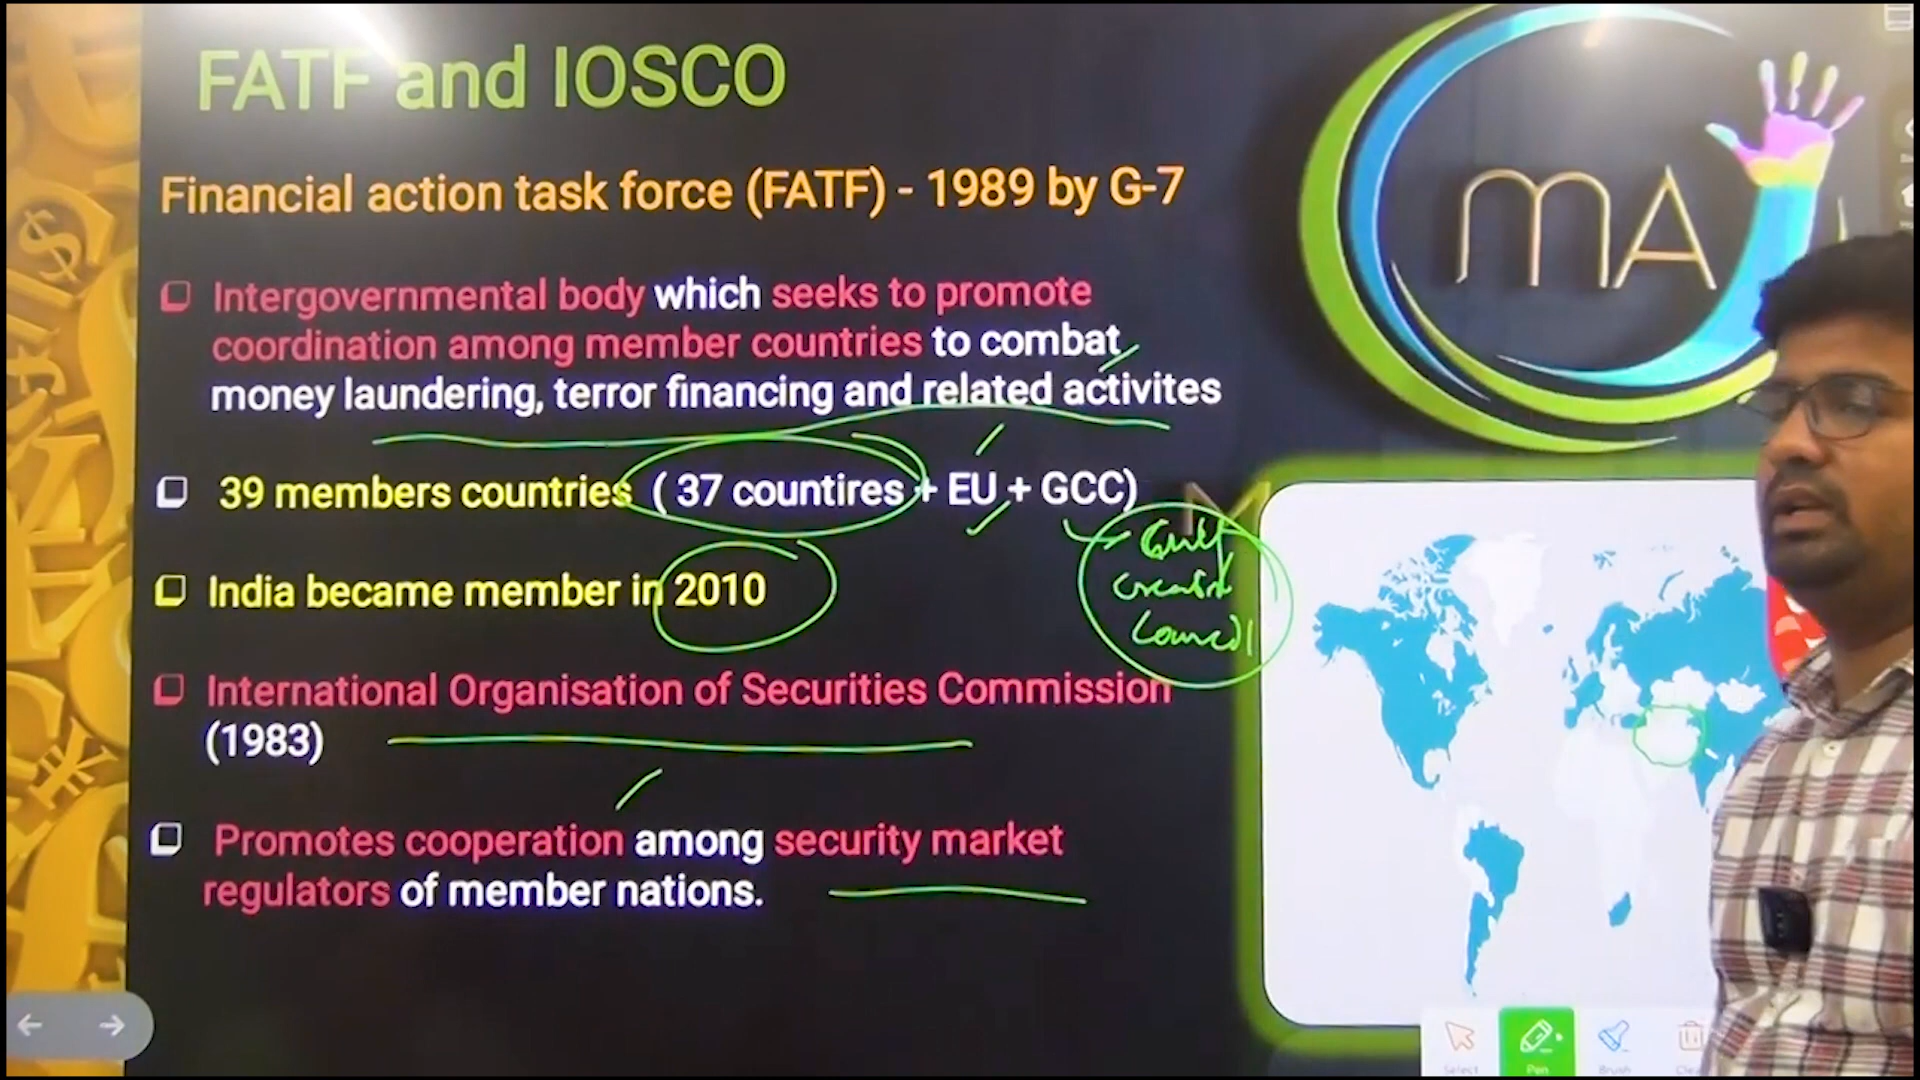 FATF and IOSCO
mA
Financial action task force (FATF) - 1989 by G-7
Intergovernmental body which seeks to promote
coordination among member countries to combat
money laundering, terror financing and related activites
39 members countries ( 37 countires + EU + GCC)
Gulf
Council
India became member in 2010
International Organisation of Securities Commission
(1983)
Promotes cooperation among security market
regulators of member nations.
Select Pen Brush